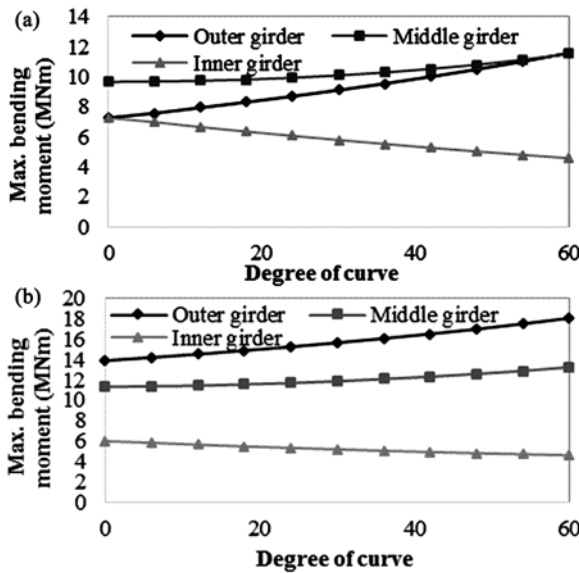 (a)
14
12
10
8
6
4
2
0
Outer girder
Middle girder
Inner girder
Max. bending
moment (MNm)
0
20
40
60
Degree of curve
(b)
20
18
16
14
12
10
8
6
4
2
0
Outer girder
Middle girder
Inner girder
Max. bending
moment (MNm)
0
20
40
60
Degree of curve